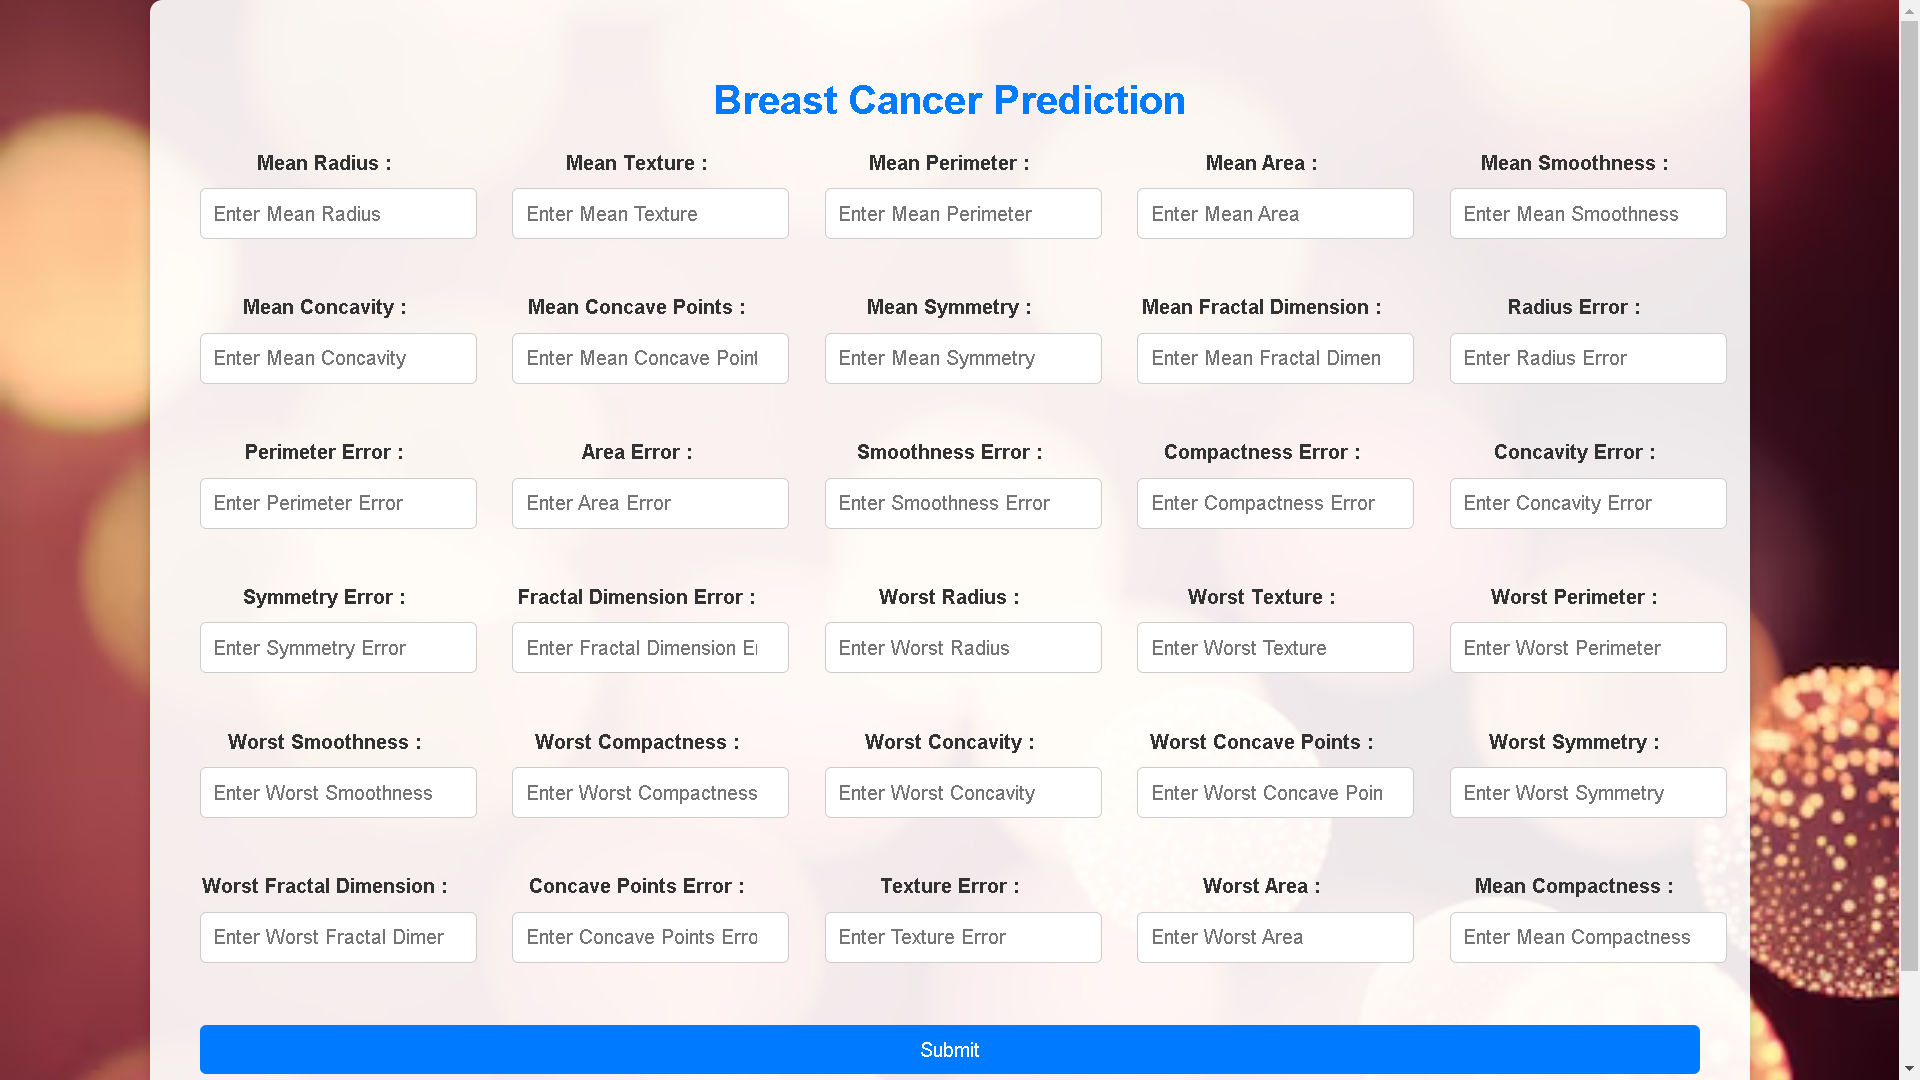 Breast Cancer Prediction
Mean Radius : Mean Texture : Mean Perimeter : Mean Area : Mean Smoothness :
Enter Mean Radius Enter Mean Texture Enter Mean Perimeter Enter Mean Area Enter Mean Smoothness
Mean Concavity : Mean Concave Points : Mean Symmetry : Mean Fractal Dimension : Radius Error :
Enter Mean Concavity Enter Mean Concave Point Enter Mean Symmetry Enter Mean Fractal Dimen Enter Radius Error
Perimeter Error : Area Error : Smoothness Error : Compactness Error : Concavity Error :
Enter Perimeter Error Enter Area Error Enter Smoothness Error Enter Compactness Error Enter Concavity Error
Symmetry Error : Fractal Dimension Error : Worst Radius : Worst Texture : Worst Perimeter :
Enter Symmetry Error Enter Fractal Dimension Er Enter Worst Radius Enter Worst Texture Enter Worst Perimeter
Worst Smoothness : Worst Compactness : Worst Concavity : Worst Concave Points : Worst Symmetry :
Enter Worst Smoothness Enter Worst Compactness Enter Worst Concavity Enter Worst Concave Poin Enter Worst Symmetry
Worst Fractal Dimension : Concave Points Error : Texture Error : Worst Area : Mean Compactness :
Enter Worst Fractal Dimer Enter Concave Points Erro Enter Texture Error Enter Worst Area Enter Mean Compactness
Submit